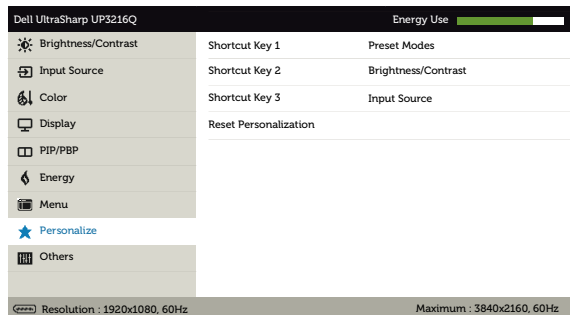 Dell UltraSharp UP3216Q Energy Use
Brightness/Contrast Shortcut Key 1 Preset Modes
Input Source Shortcut Key 2 Brightness/Contrast
Color Shortcut Key 3 Input Source
Display Reset Personalization
PIP/PBP
Energy
Menu
Personalize
Others
Resolution : 1920x1080, 60Hz Maximum : 3840x2160, 60Hz